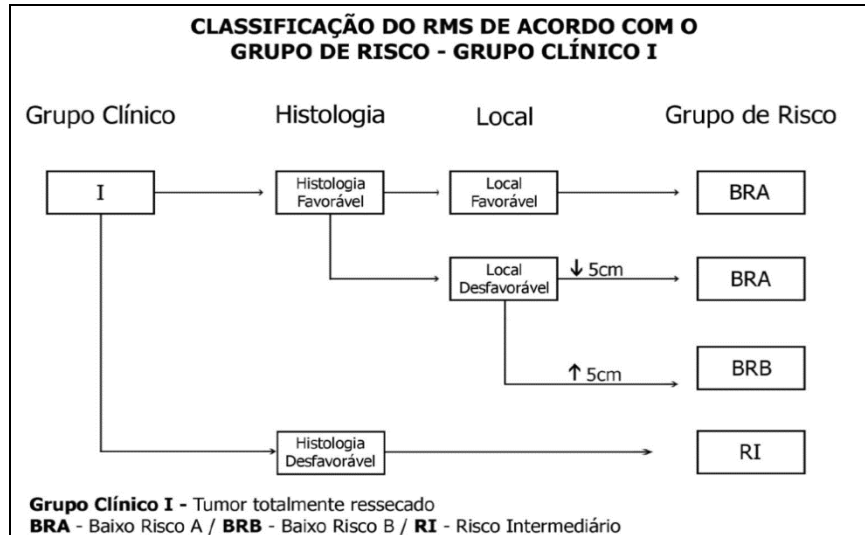 CLASSIFICAÇÃO DO RMS DE ACORDO COM O
GRUPO DE RISCO - GRUPO CLÍNICO I
Grupo Clínico
Histologia
Local
Grupo de Risco
I
Histologia
Favorável
Local
Favorável
BRA
Local
Desfavorável
↓ 5cm
BRA
↑ 5cm
BRB
Histologia
Desfavorável
RI
Grupo Clínico I - Tumor totalmente ressecado
BRA - Baixo Risco A / BRB - Baixo Risco B / RI - Risco Intermediário